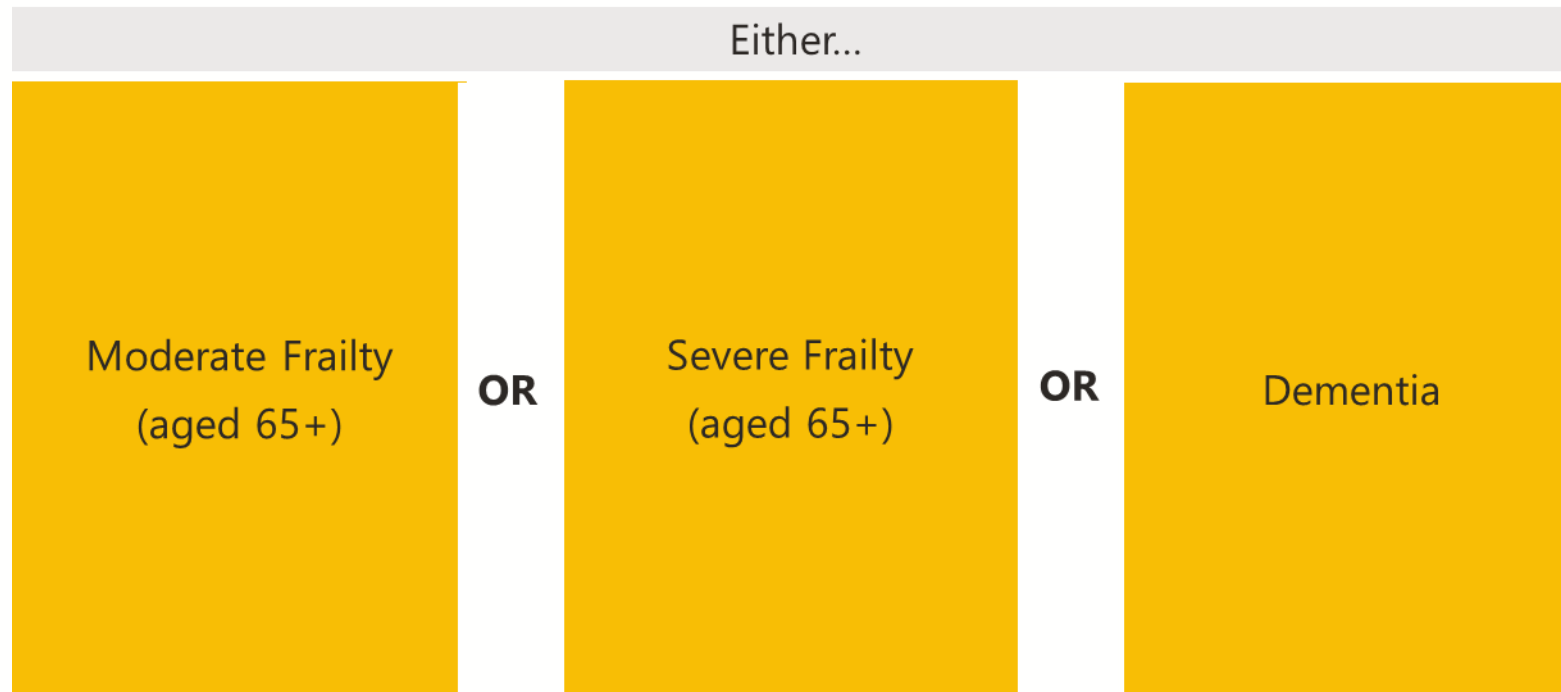 Either...
Moderate Frailty
(aged 65+)
OR
Severe Frailty
(aged 65+)
OR
Dementia